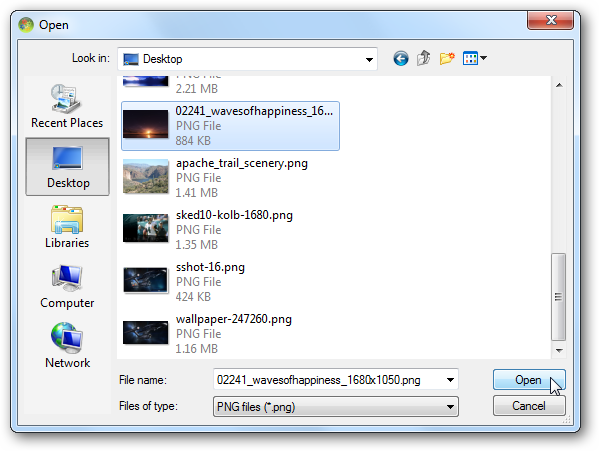 Open
Look in:
Desktop
Recent Places
Desktop
Libraries
Computer
Network
PNG File
2.21 MB
02241_wavesofhappiness_16...
PNG File
884 KB
apache_trail_scenery.png
PNG File
1.41 MB
sked10-kolb-1680.png
PNG File
1.35 MB
sshot-16.png
PNG File
424 KB
wallpaper-247260.png
PNG File
1.16 MB
File name:
02241_wavesofhappiness_1680x1050.png
Open
Files of type:
PNG files (*.png)
Cancel